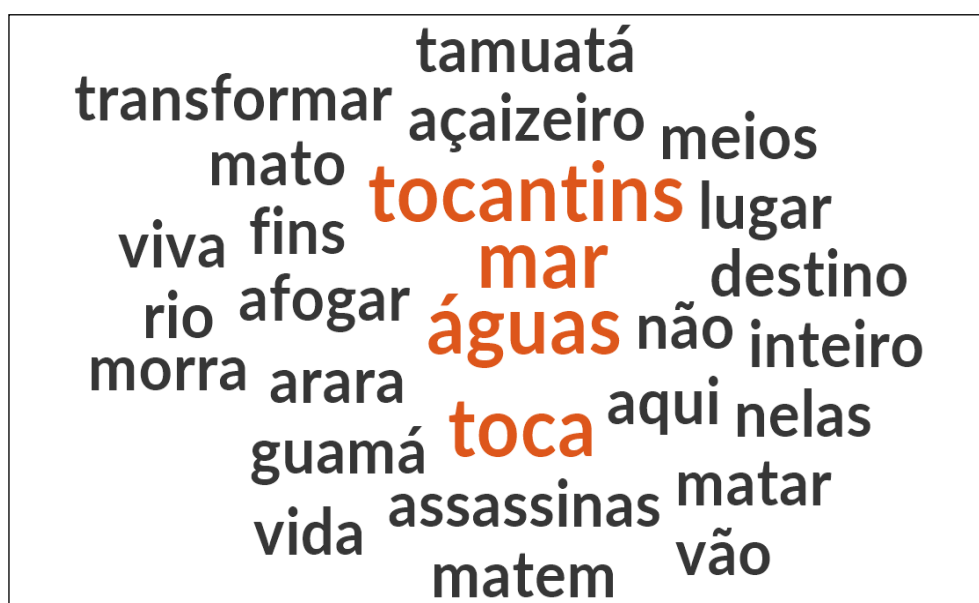 tamuatá
transformar
açaizeiro
meios
mato
tocantins
lugar
viva
fins
mar
destino
rio
afogar
águas
não
inteiro
morra
arara
aqui
nelas
toca
guamá
assassinas
matar
vida
vão
matem